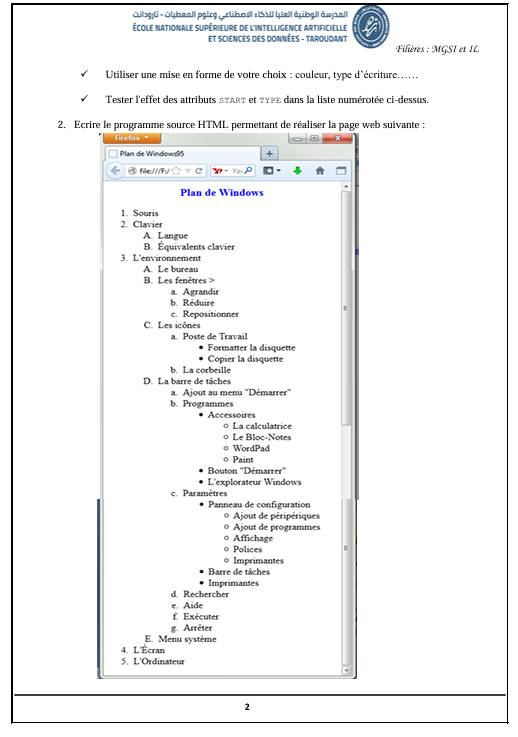 المدرسة الوطنية العليا للذكاء الاصطناعي وعلوم المعطيات - تارودانت
ÉCOLE NATIONALE SUPÉRIEURE DE L'INTELLIGENCE ARTIFICIELLE
ET SCIENCES DES DONNÉES - TAROUDANT
Filières : MGSI et IL
✓ Utiliser une mise en forme de votre choix : couleur, type d'écriture……
✓ Tester l'effet des attributs START et TYPE dans la liste numérotée ci-dessus.
2. Ecrire le programme source HTML permettant de réaliser la page web suivante :
Firefox
Plan de Windows95
file:///F:/
Plan de Windows
1. Souris
2. Clavier
A. Langue
B. Équivalents clavier
3. L'environnement
A. Le bureau
B. Les fenêtres >
a. Agrandir
b. Réduire
c. Repositionner
C. Les icônes
a. Poste de Travail
• Formatter la disquette
• Copier la disquette
b. La corbeille
D. La barre de tâches
a. Ajout au menu "Démarrer"
b. Programmes
• Accessoires
○ La calculatrice
○ Le Bloc-Notes
○ WordPad
○ Paint
• Bouton "Démarrer"
• L'explorateur Windows
c. Paramètres
• Panneau de configuration
○ Ajout de péripériques
○ Ajout de programmes
○ Affichage
○ Polices
○ Imprimantes
• Barre de tâches
• Imprimantes
d. Rechercher
e. Aide
f. Exécuter
g. Arrêter
E. Menu système
4. L'Écran
5. L'Ordinateur
2